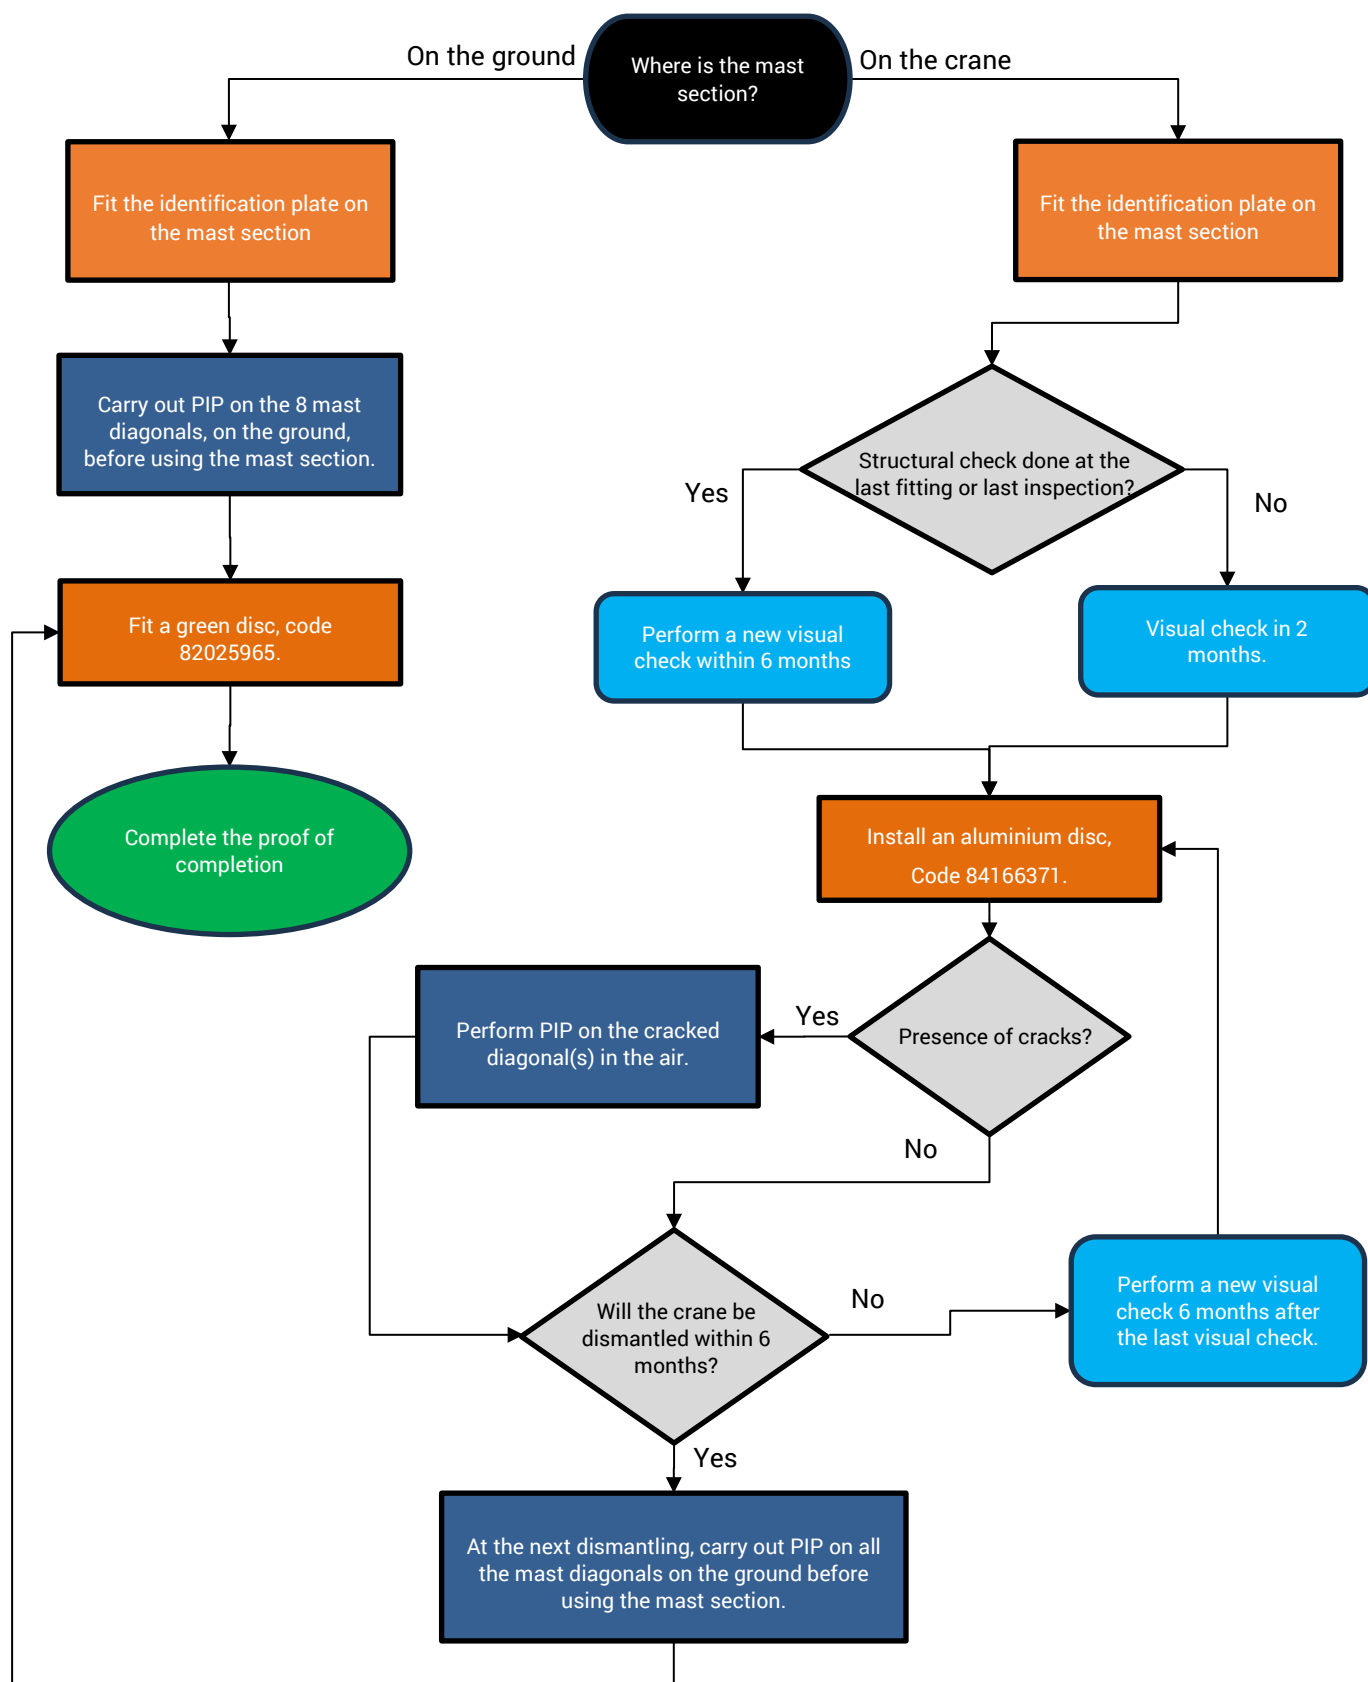 On the ground
Where is the mast
section?
On the crane
Fit the identification plate on
the mast section
Fit the identification plate on
the mast section
Carry out PIP on the 8 mast
diagonals, on the ground,
before using the mast section.
Structural check done at the
last fitting or last inspection?
Yes
No
Fit a green disc, code
82025965.
Perform a new visual
check within 6 months
Visual check in 2
months.
Complete the proof of
completion
Install an aluminium disc,
Code 84166371.
Perform PIP on the cracked
diagonal(s) in the air.
Yes
Presence of cracks?
No
Will the crane be
dismantled within 6
months?
No
Perform a new visual
check 6 months after
the last visual check.
Yes
At the next dismantling, carry out PIP on all
the mast diagonals on the ground before
using the mast section.